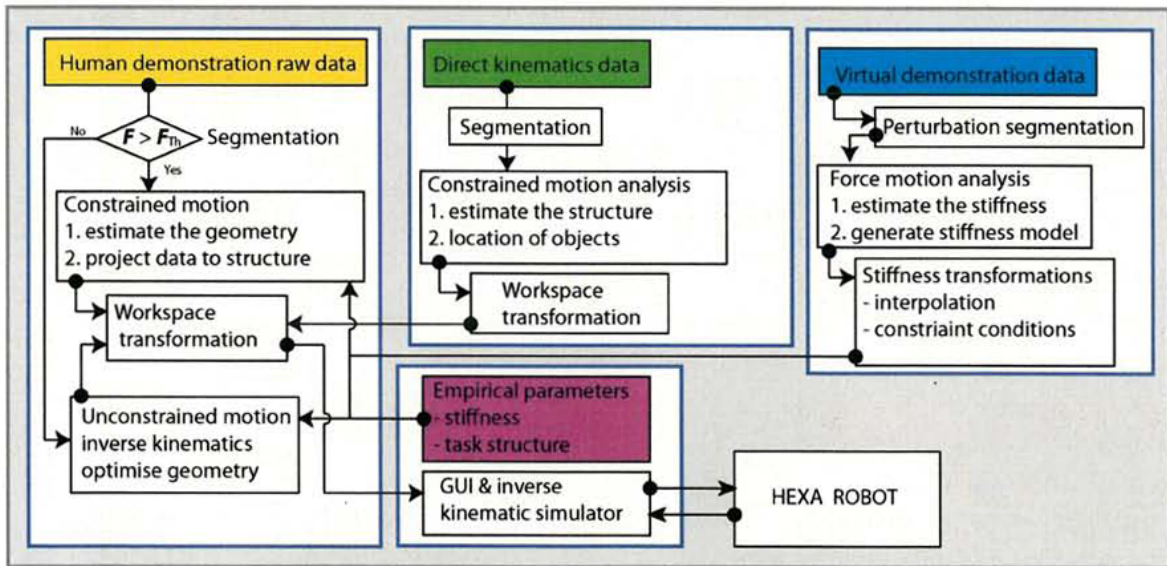 Human demonstration raw data
No
F > FTh
Segmentation
Yes
Constrained motion
1. estimate the geometry
2. project data to structure
Workspace
transformation
Unconstrained motion
inverse kinematics
optimise geometry
Direct kinematics data
Segmentation
Constrained motion analysis
1. estimate the structure
2. location of objects
Workspace
transformation
Virtual demonstration data
Perturbation segmentation
Force motion analysis
1. estimate the stiffness
2. generate stiffness model
Stiffness transformations
- interpolation
- constriaint conditions
Empirical parameters
- stiffness
- task structure
GUI & inverse
kinematic simulator
HEXA ROBOT